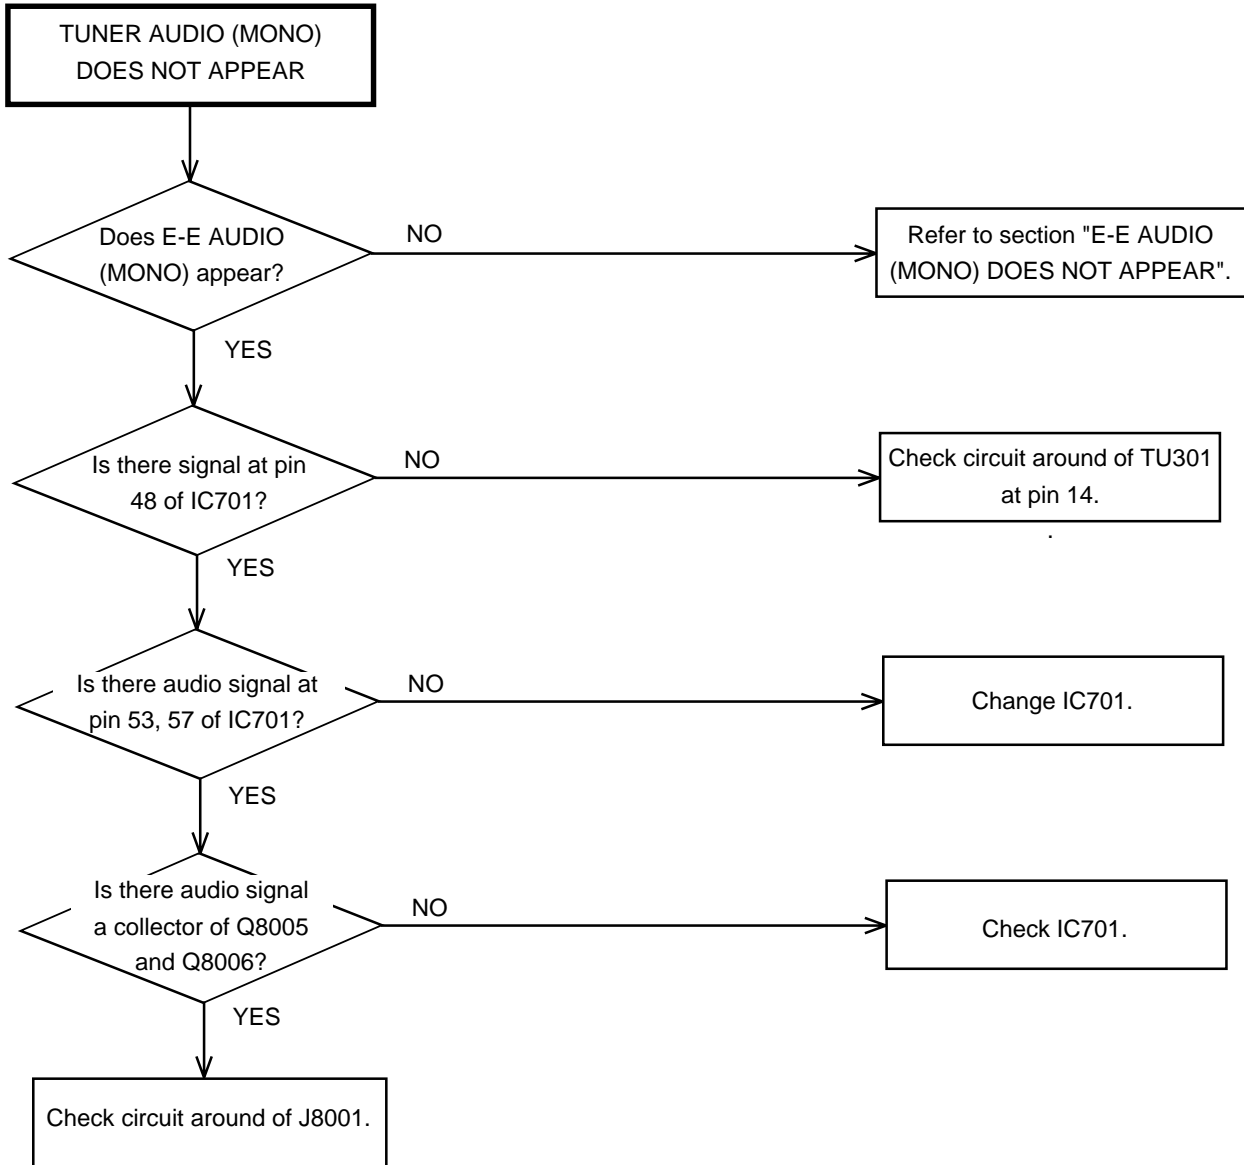 TUNER AUDIO (MONO)
DOES NOT APPEAR
Does E-E AUDIO
(MONO) appear?
NO
Refer to section "E-E AUDIO
(MONO) DOES NOT APPEAR".
YES
Is there signal at pin
48 of IC701?
NO
Check circuit around of TU301
at pin 14.
.
YES
Is there audio signal at
pin 53, 57 of IC701?
NO
Change IC701.
YES
Is there audio signal
a collector of Q8005
and Q8006?
NO
Check IC701.
YES
Check circuit around of J8001.